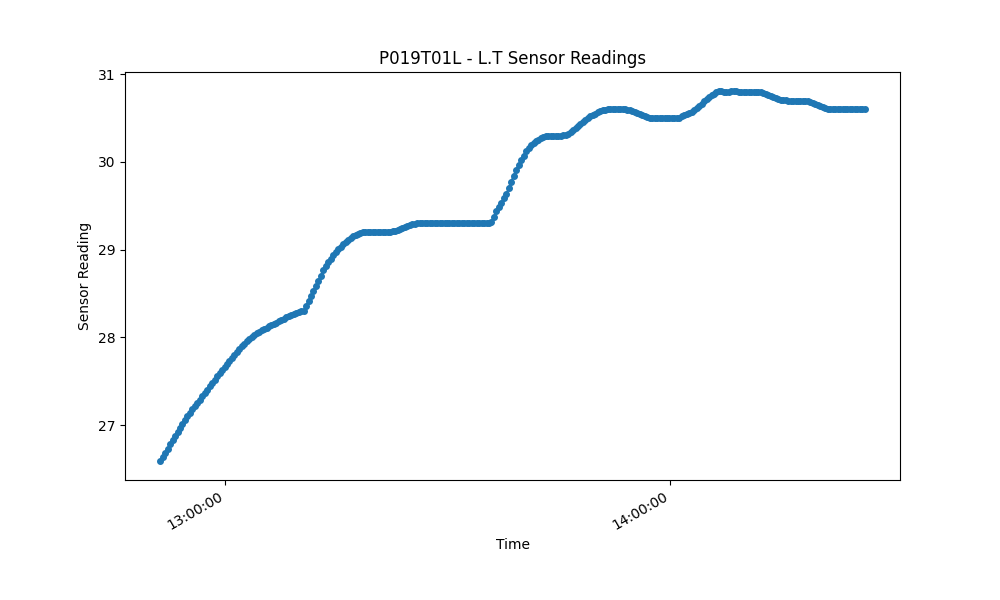 P019T01L - L.T Sensor Readings
31
30
29
28
27
Sensor Reading
13:00:00
14:00:00
Time